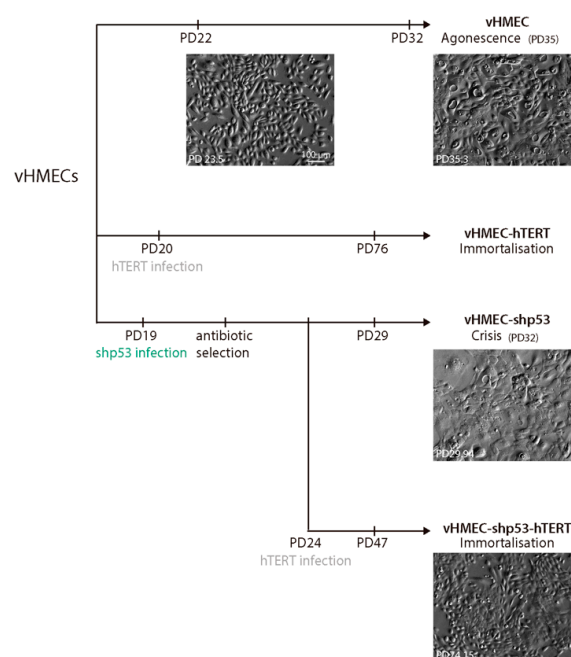 vHMEC
PD22
PD32
Agonescence (PD35)
PD 23.5
100 µm
PD35.3
vHMECs
vHMEC-hTERT
PD20
PD76
Immortalisation
hTERT infection
vHMEC-shp53
PD19
antibiotic
selection
PD29
Crisis (PD32)
shp53 infection
PD29.94
vHMEC-shp53-hTERT
PD24
PD47
Immortalisation
hTERT infection
PD74.15